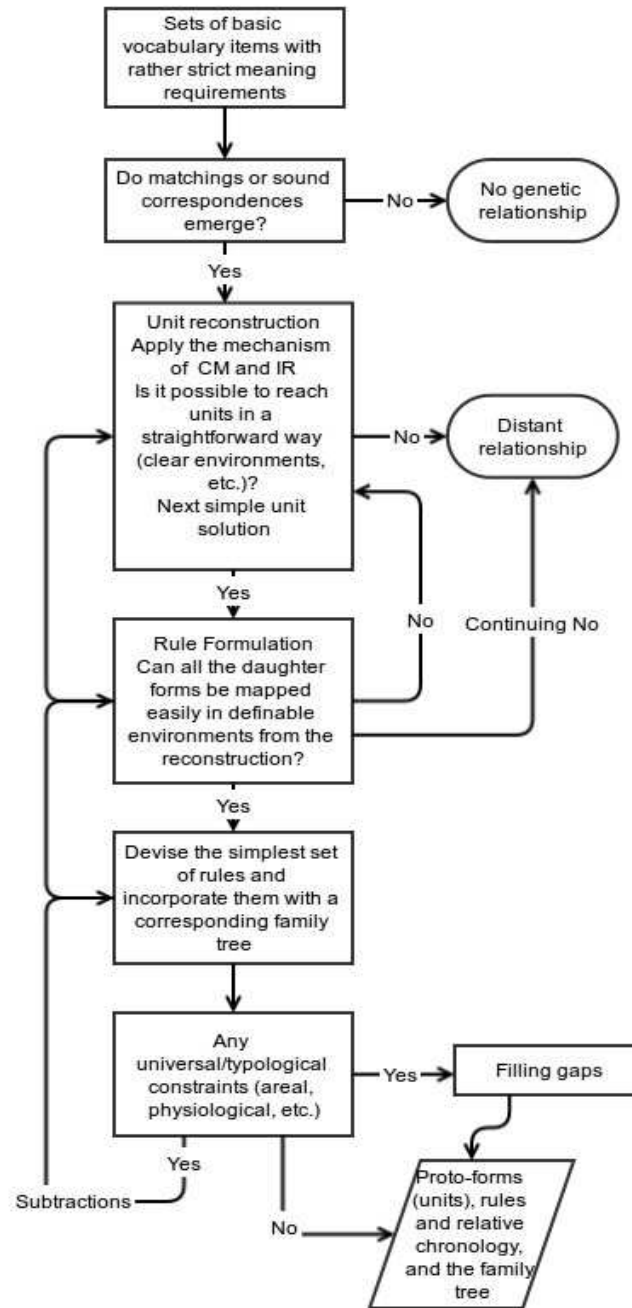 Sets of basic
vocabulary items with
rather strict meaning
requirements
Do matchings or sound
correspondences
emerge?
No
No genetic
relationship
Yes
Unit reconstruction
Apply the mechanism
of CM and IR
Is it possible to reach
units in a
straightforward way
(clear environments,
etc.)?
Next simple unit
solution
No
Distant
relationship
Yes
No
Continuing No
Rule Formulation
Can all the daughter
forms be mapped
easily in definable
environments from the
reconstruction?
Yes
Devise the simplest set
of rules and
incorporate them with a
corresponding family
tree
Any
universal/typological
constraints (areal,
physiological, etc.)
Yes
Filling gaps
Yes
Subtractions
No
Proto-forms
(units), rules
and relative
chronology,
and the family
tree